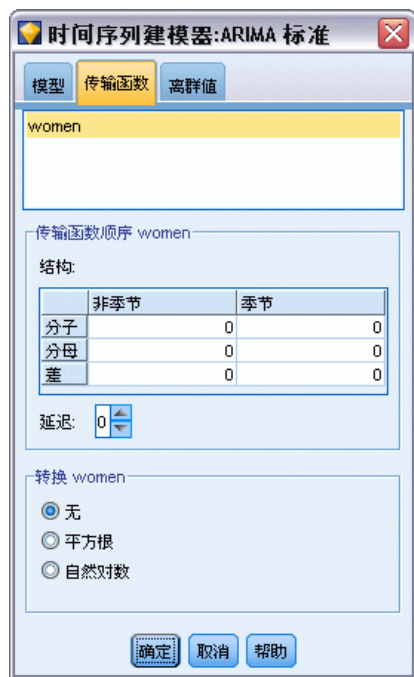 时间序列建模器:ARIMA 标准
模型 传输函数 离群值
women
传输函数顺序 women
结构:
非季节 季节
分子 0 0
分母 0 0
差 0 0
延迟: 0
转换 women
无
平方根
自然对数
确定 取消 帮助